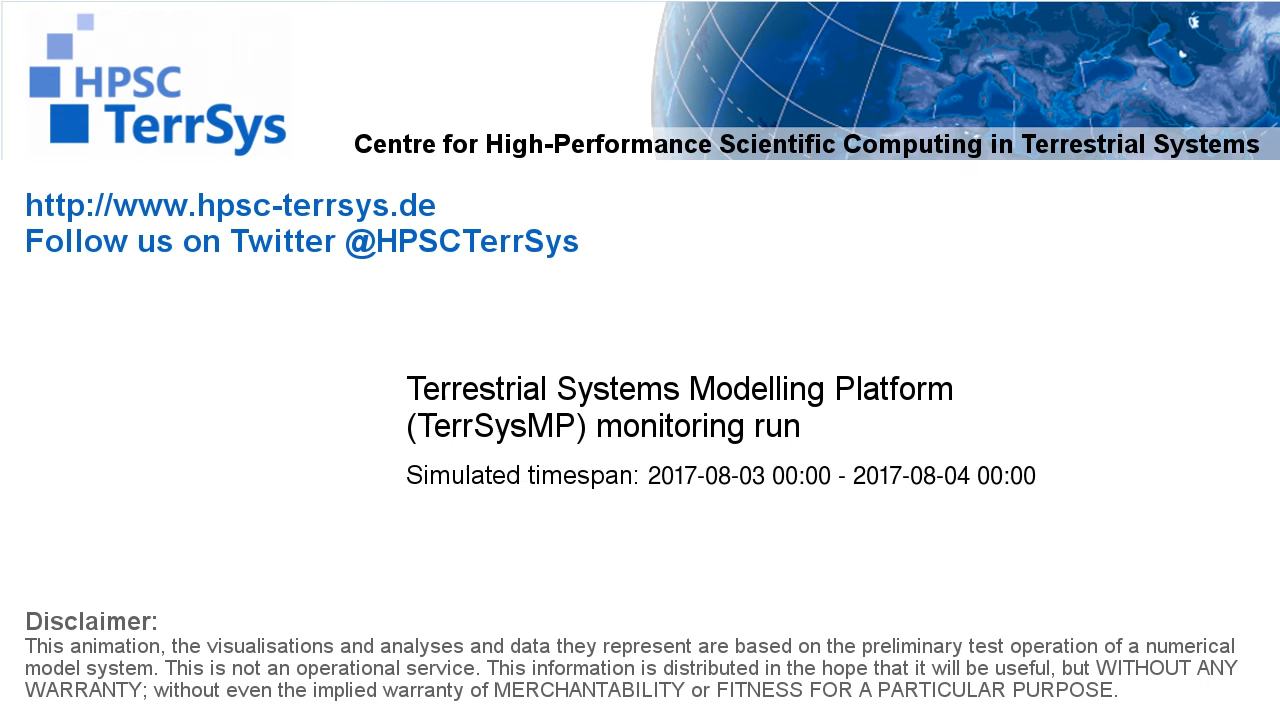 HPSC
TerrSys
Centre for High-Performance Scientific Computing in Terrestrial Systems
http://www.hpsc-terrsys.de
Follow us on Twitter @HPSCTerrSys
Terrestrial Systems Modelling Platform
(TerrSysMP) monitoring run
Simulated timespan: 2017-08-03 00:00 - 2017-08-04 00:00
Disclaimer:
This animation, the visualisations and analyses and data they represent are based on the preliminary test operation of a numerical
model system. This is not an operational service. This information is distributed in the hope that it will be useful, but WITHOUT ANY
WARRANTY; without even the implied warranty of MERCHANTABILITY or FITNESS FOR A PARTICULAR PURPOSE.